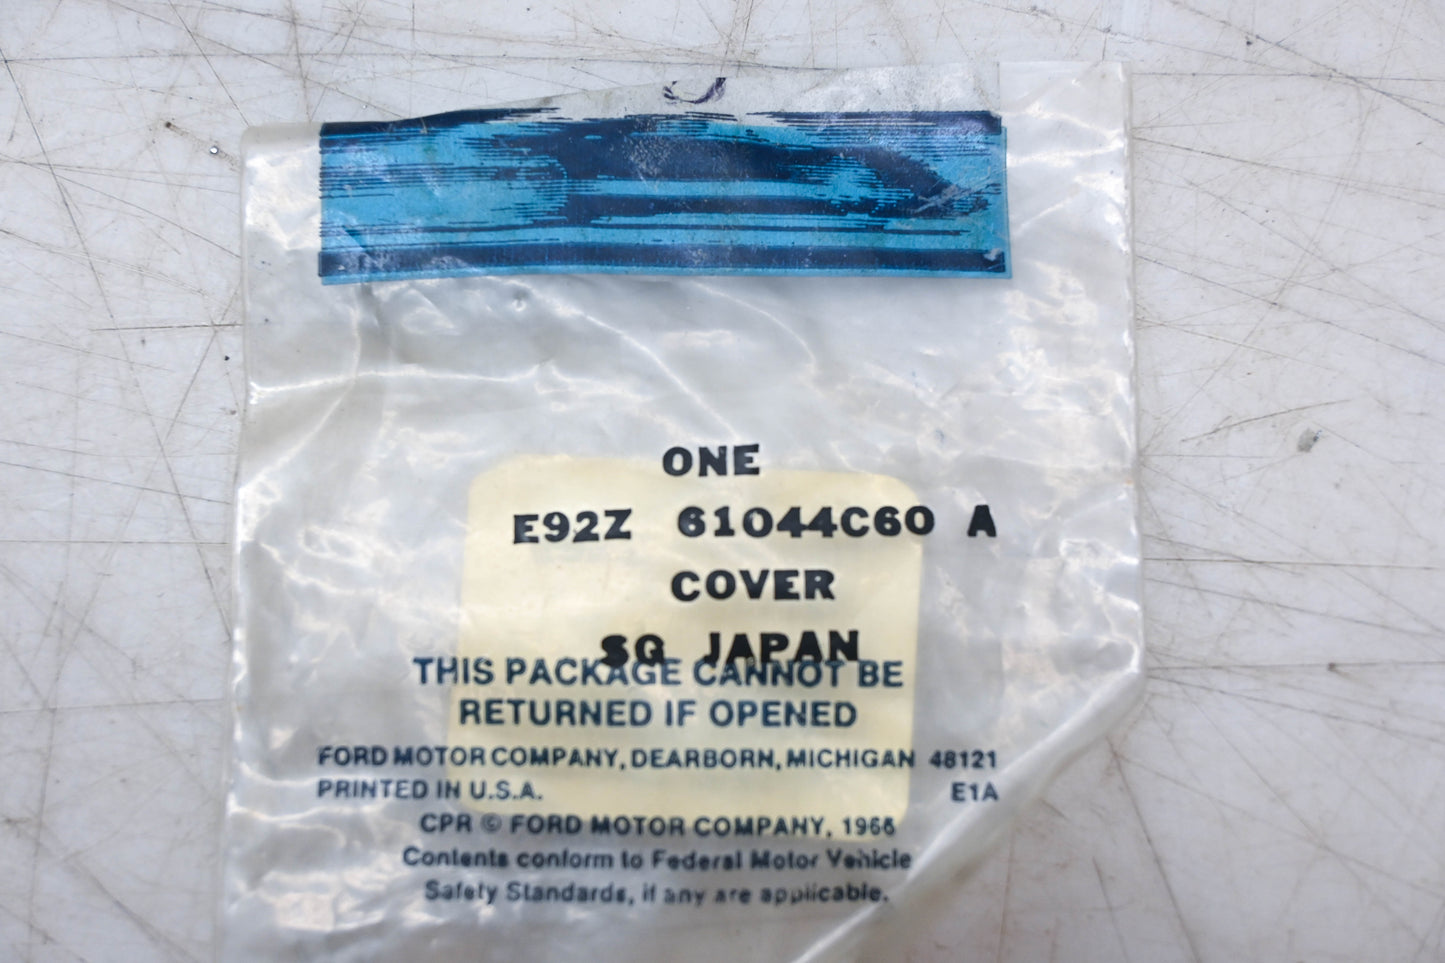 ONE
E92Z 61044C60 A
COVER
SG JAPAN
THIS PACKAGE CANNOT BE
RETURNED IF OPENED
FORD MOTOR COMPANY, DEARBORN, MICHIGAN 48121
PRINTED IN U.S.A. E1A
CPR © FORD MOTOR COMPANY, 1966
Contents conform to Federal Motor Vehicle
Safety Standards, if any are applicable.